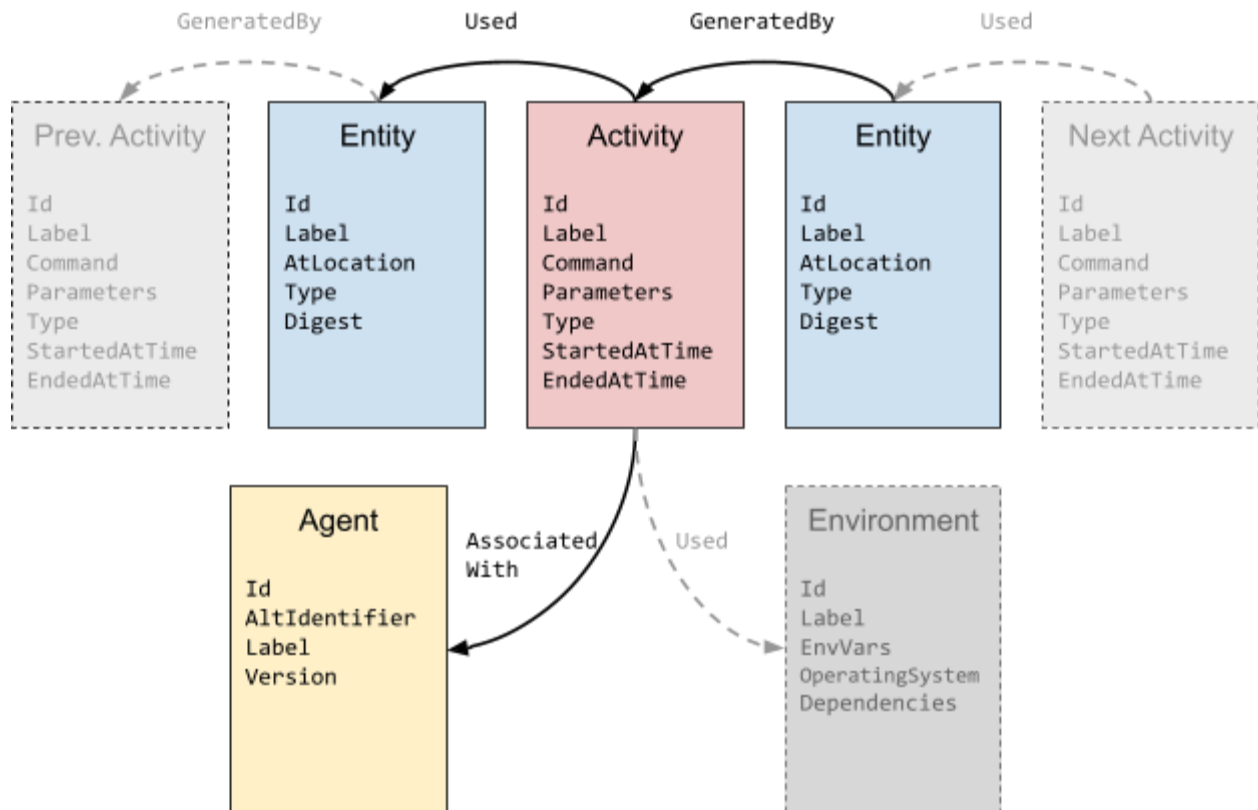 GeneratedBy
Used
GeneratedBy
Used
Prev. Activity
Id
Label
Command
Parameters
Type
StartedAtTime
EndedAtTime
Entity
Id
Label
AtLocation
Type
Digest
Activity
Id
Label
Command
Parameters
Type
StartedAtTime
EndedAtTime
Entity
Id
Label
AtLocation
Type
Digest
Next Activity
Id
Label
Command
Parameters
Type
StartedAtTime
EndedAtTime
Agent
Id
AltIdentifier
Label
Version
Associated
With
Used
Environment
Id
Label
EnvVars
OperatingSystem
Dependencies